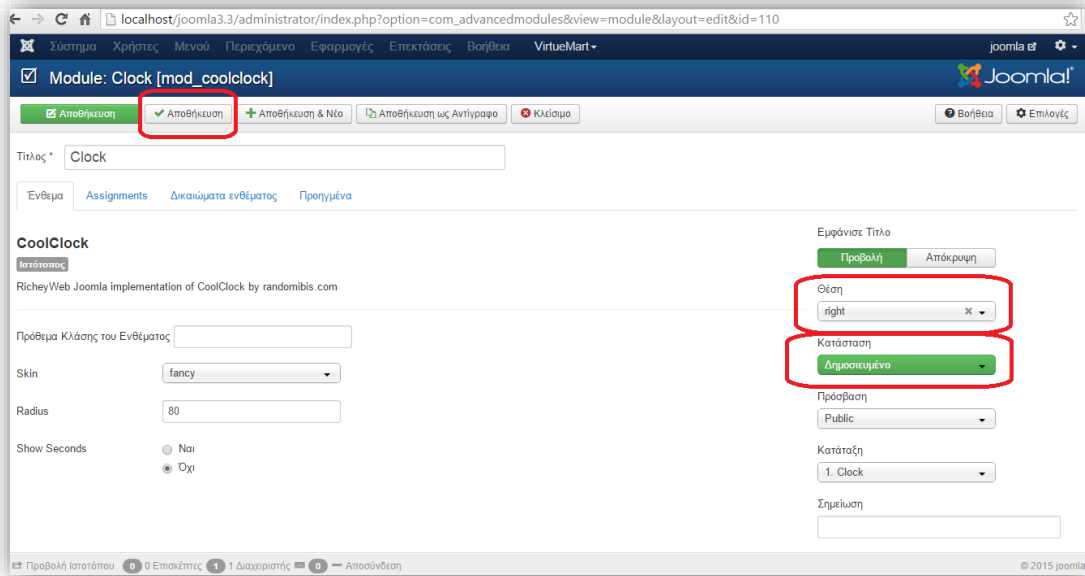 localhost/joomla3.3/administrator/index.php?option=com_advancedmodules&view=module&layout=edit&id=110
Σύστημα Χρήστες Μενού Περιεχόμενο Εφαρμογές Επεκτάσεις Βοήθεια VirtueMart joomla
Module: Clock [mod_coolclock] Joomla!
Αποθήκευση Αποθήκευση Αποθήκευση & Νέο Αποθήκευση ως Αντίγραφο Κλείσιμο Βοήθεια Επιλογές
Τίτλος * Clock
Ένθεμα Assignments Δικαιώματα ενθέματος Προηγμένα
CoolClock
Ιστότοπος
RicheyWeb Joomla implementation of CoolClock by randomibis.com
Πρόθεμα Κλάσης του Ενθέματος
Skin fancy
Radius 80
Show Seconds Ναι
Όχι
Εμφάνισε Τίτλο
Προβολή Απόκρυψη
Θέση
right
Κατάσταση
Δημοσιευμένο
Πρόσβαση
Public
Κατάταξη
1. Clock
Σημείωση
Προβολή Ιστοτόπου 0 0 Επισκέπτες 1 1 Διαχειριστής 0 Αποσύνδεση © 2015 joomla